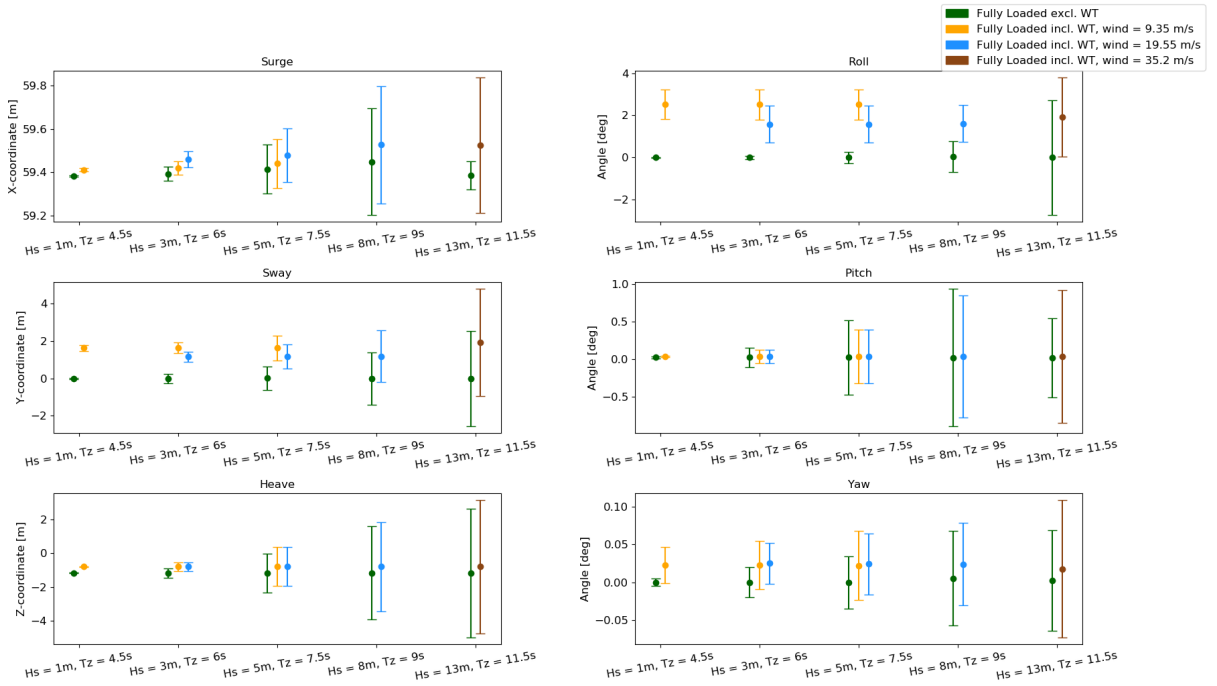 Fully Loaded excl. WT
Fully Loaded incl. WT, wind = 9.35 m/s
Fully Loaded incl. WT, wind = 19.55 m/s
Fully Loaded incl. WT, wind = 35.2 m/s
Surge
X-coordinate [m]
59.8
59.6
59.4
59.2
Hs = 1m, Tz = 4.5s
Hs = 3m, Tz = 6s
Hs = 5m, Tz = 7.5s
Hs = 8m, Tz = 9s
Hs = 13m, Tz = 11.5s
Roll
Angle [deg]
4
2
0
−2
Hs = 1m, Tz = 4.5s
Hs = 3m, Tz = 6s
Hs = 5m, Tz = 7.5s
Hs = 8m, Tz = 9s
Hs = 13m, Tz = 11.5s
Sway
Y-coordinate [m]
4
2
0
−2
Hs = 1m, Tz = 4.5s
Hs = 3m, Tz = 6s
Hs = 5m, Tz = 7.5s
Hs = 8m, Tz = 9s
Hs = 13m, Tz = 11.5s
Pitch
Angle [deg]
1.0
0.5
0.0
−0.5
Hs = 1m, Tz = 4.5s
Hs = 3m, Tz = 6s
Hs = 5m, Tz = 7.5s
Hs = 8m, Tz = 9s
Hs = 13m, Tz = 11.5s
Heave
Z-coordinate [m]
2
0
−2
−4
Hs = 1m, Tz = 4.5s
Hs = 3m, Tz = 6s
Hs = 5m, Tz = 7.5s
Hs = 8m, Tz = 9s
Hs = 13m, Tz = 11.5s
Yaw
Angle [deg]
0.10
0.05
0.00
−0.05
Hs = 1m, Tz = 4.5s
Hs = 3m, Tz = 6s
Hs = 5m, Tz = 7.5s
Hs = 8m, Tz = 9s
Hs = 13m, Tz = 11.5s